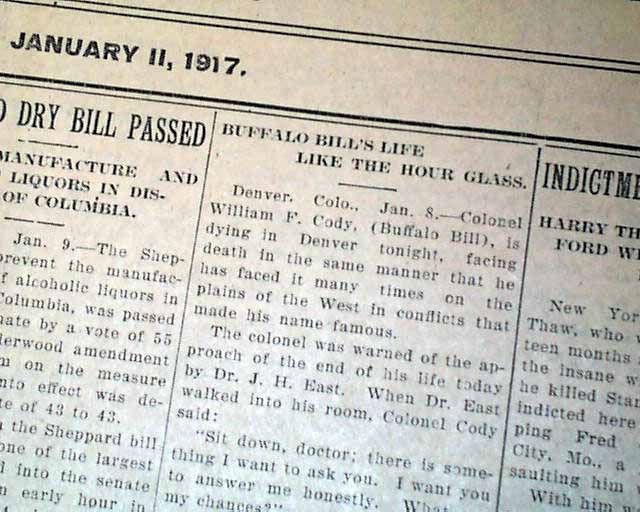 JANUARY 11, 1917.
DRY BILL PASSED
MANUFACTURE AND
LIQUORS IN DIS-
OF COLUMBIA.
Jan. 9.—The Shep-
prevent the manufac-
f alcoholic liquors in
Columbia, was passed
nate by a vote of 55
derwood amendment
m on the measure
nto effect was de-
te of 43 to 43.
the Sheppard bill
one of the largest
d into the senate
n early hour in
BUFFALO BILL'S LIFE
LIKE THE HOUR GLASS.
Denver, Colo., Jan. 8.—Colonel
William F. Cody, (Buffalo Bill), is
dying in Denver tonight, facing
death in the same manner that he
has faced it many times on the
plains of the West in conflicts that
made his name famous.
The colonel was warned of the ap-
proach of the end of his life today
by Dr. J. H. East. When Dr. East
walked into his room, Colonel Cody
said:
"Sit down, doctor; there is some-
thing I want to ask you. I want you
to answer me honestly. What
my chances?"
INDICTME
HARRY TH
FORD WI
New Yor
Thaw, who w
teen months
the insane w
he killed Stan
indicted here
ping Fred
City, Mo., a
saulting him
With him w